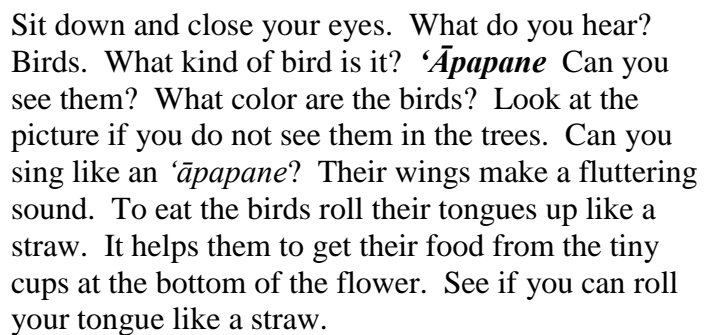 Sit down and close your eyes.  What do you hear?
Birds.  What kind of bird is it?  ‘Āpapane  Can you
see them?  What color are the birds?  Look at the
picture if you do not see them in the trees.  Can you
sing like an ‘āpapane?  Their wings make a fluttering
sound.  To eat the birds roll their tongues up like a
straw.  It helps them to get their food from the tiny
cups at the bottom of the flower.  See if you can roll
your tongue like a straw.